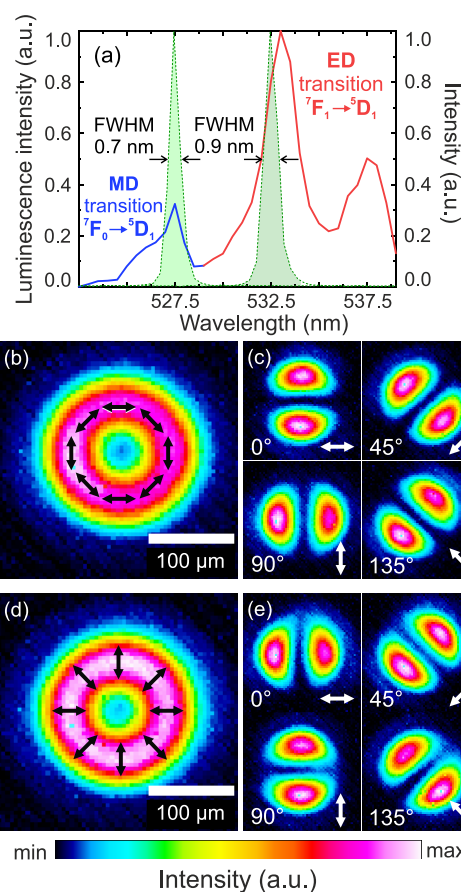 (a)
Luminescence intensity (a.u.)
1.0
0.8
0.6
0.4
0.2
0.0
FWHM
0.7 nm
FWHM
0.9 nm
MD
transition
⁷F₀→⁵D₁
ED
transition
⁷F₁→⁵D₁
1.0
0.8
0.6
0.4
0.2
0.0
Intensity (a.u.)
527.5 532.5 537.5
Wavelength (nm)
(b)
100 µm
(c)
0°
45°
90°
135°
(d)
100 µm
(e)
0°
45°
90°
135°
min max
Intensity (a.u.)